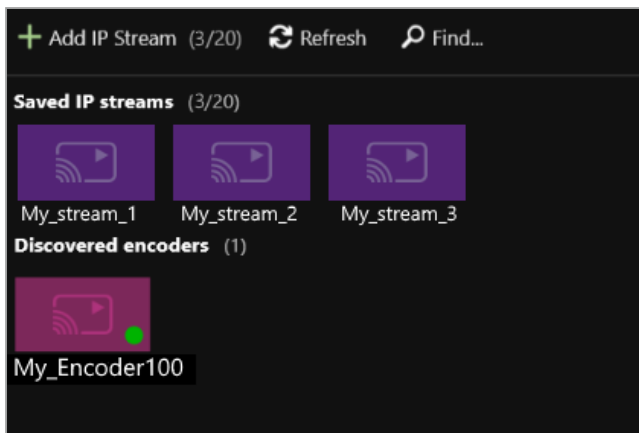 Add IP Stream (3/20) Refresh Find...
Saved IP streams (3/20)
My_stream_1 My_stream_2 My_stream_3
Discovered encoders (1)
My_Encoder100